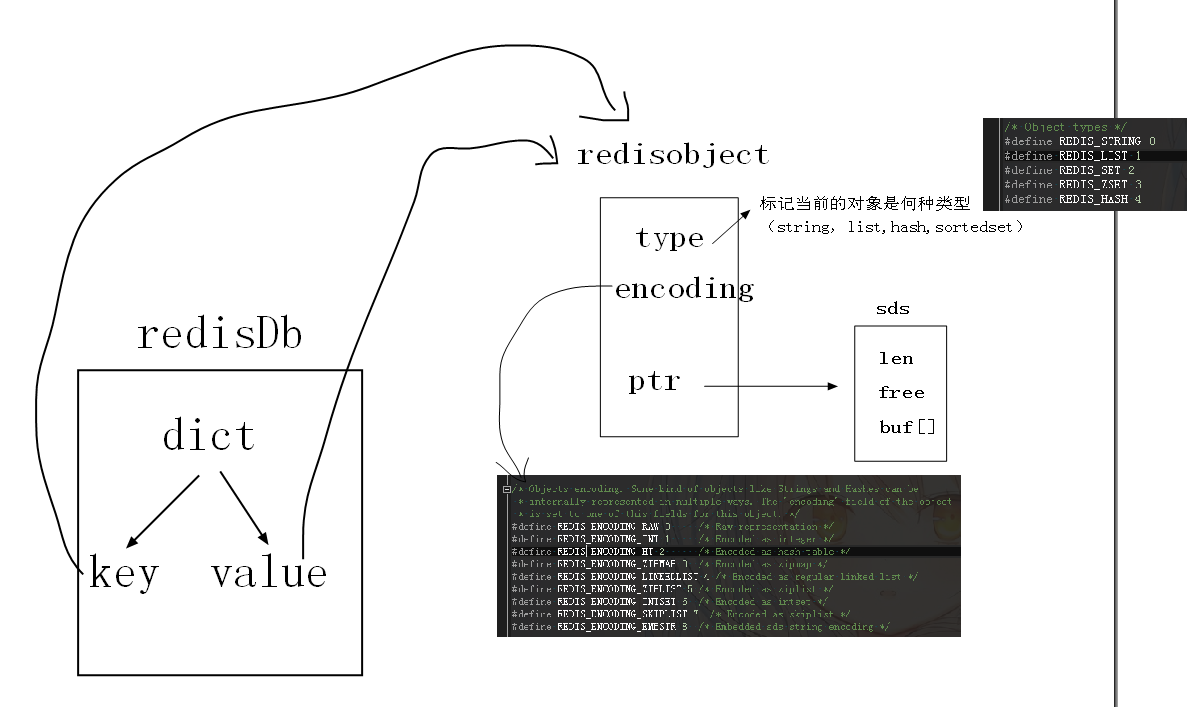 redisobject
/* Object types */
#define REDIS_STRING 0
#define REDIS_LIST 1
#define REDIS_SET 2
#define REDIS_ZSET 3
#define REDIS_HASH 4
type
标记当前的对象是何种类型
（string, list,hash,sortedset）
encoding
sds
ptr
len
free
buf[]
redisDb
dict
key value
/* Objects encoding. Some kind of objects like Strings and Hashes can be
* internally represented in multiple ways. The 'encoding' field of the object
* is set to one of this fields for this object. */
#define REDIS_ENCODING_RAW 0 /* Raw representation */
#define REDIS_ENCODING_INT 1 /* Encoded as integer */
#define REDIS_ENCODING_HT 2 /* Encoded as hash table */
#define REDIS_ENCODING_ZIPMAP 3 /* Encoded as zipmap */
#define REDIS_ENCODING_LINKEDLIST 4 /* Encoded as regular linked list */
#define REDIS_ENCODING_ZIPLIST 5 /* Encoded as ziplist */
#define REDIS_ENCODING_INTSET 6 /* Encoded as intset */
#define REDIS_ENCODING_SKIPLIST 7 /* Encoded as skiplist */
#define REDIS_ENCODING_EMBSTR 8 /* Embedded sds string encoding */